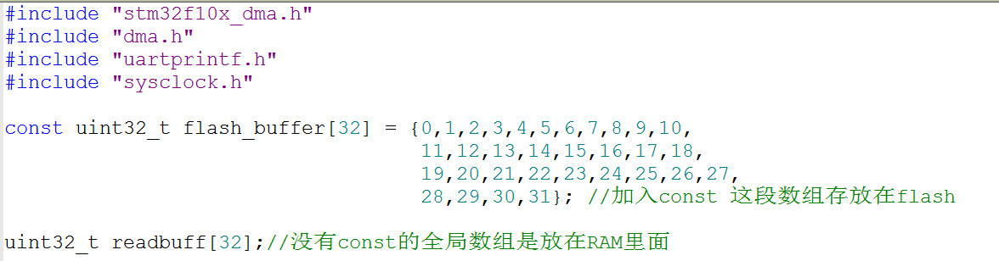 #include "stm32f10x_dma.h"
#include "dma.h"
#include "uartprintf.h"
#include "sysclock.h"
const uint32_t flash_buffer[32] = {0,1,2,3,4,5,6,7,8,9,10,
11,12,13,14,15,16,17,18,
19,20,21,22,23,24,25,26,27,
28,29,30,31}; //加入const 这段数组存放在flash
uint32_t readbuff[32];//没有const的全局数组是放在RAM里面